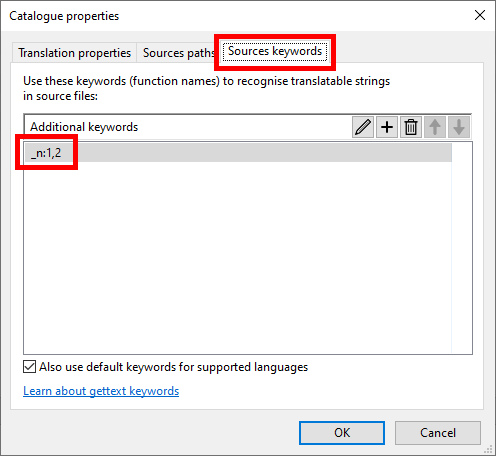 Catalogue properties
Translation properties Sources paths Sources keywords
Use these keywords (function names) to recognise translatable strings
in source files:
Additional keywords
_n:1,2
Also use default keywords for supported languages
Learn about gettext keywords
OK Cancel